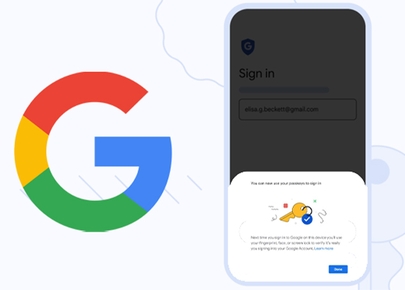 Sign in
elisa.g.beckett@gmail.com
You can now use your passkeys to sign in
Next time you sign in to Google on this device you'll use
your fingerprint, face, or screen lock to verify it's really
you signing into your Google Account. Learn more
Done